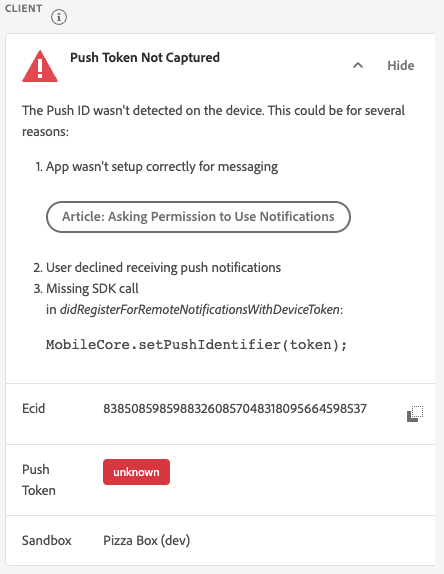 CLIENT
Push Token Not Captured
Hide
The Push ID wasn't detected on the device. This could be for several
reasons:
1. App wasn't setup correctly for messaging
Article: Asking Permission to Use Notifications
2. User declined receiving push notifications
3. Missing SDK call
in didRegisterForRemoteNotificationsWithDeviceToken:
MobileCore.setPushIdentifier(token);
Ecid
83850859859883260857048318095664598537
Push
Token
unknown
Sandbox
Pizza Box (dev)